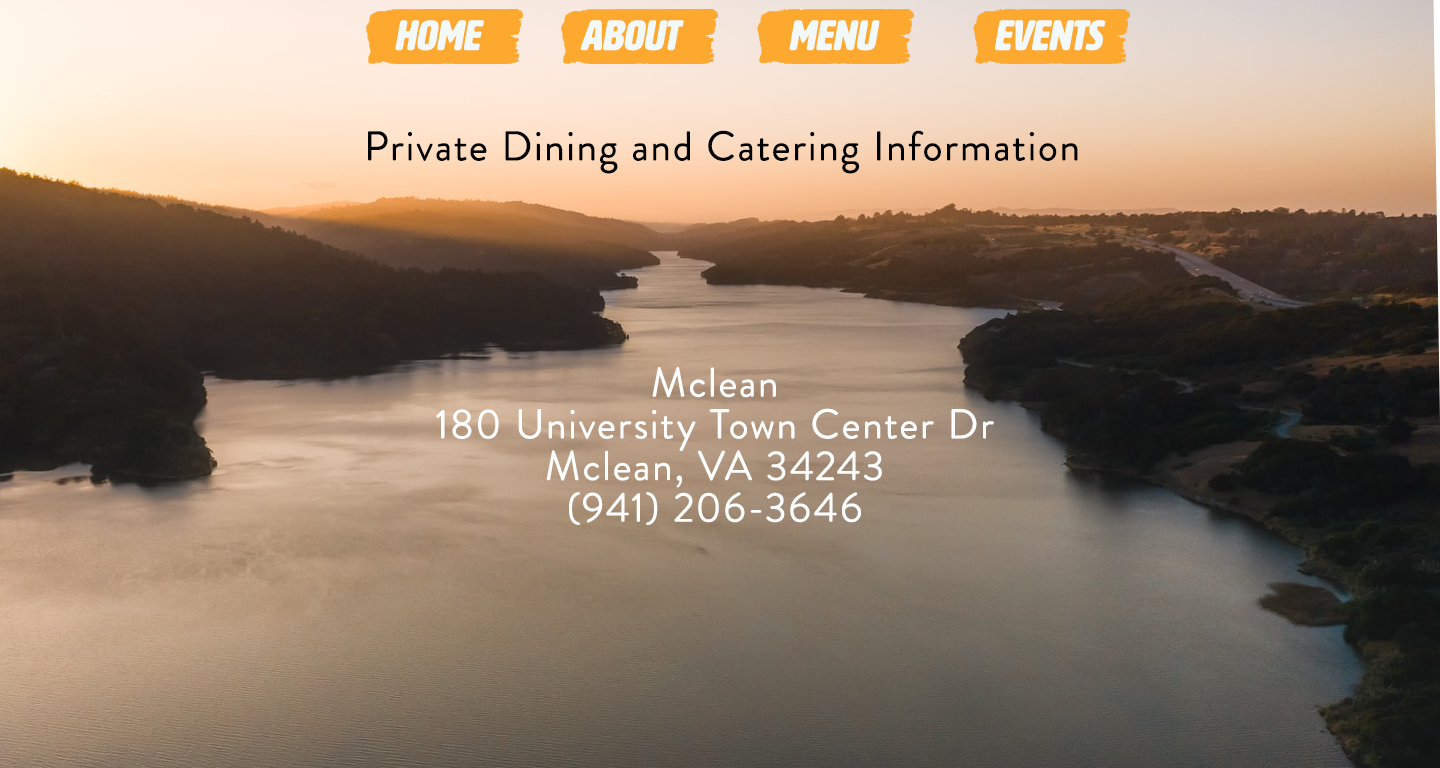 HOME ABOUT MENU EVENTS
Private Dining and Catering Information
Mclean
180 University Town Center Dr
Mclean, VA 34243
(941) 206-3646